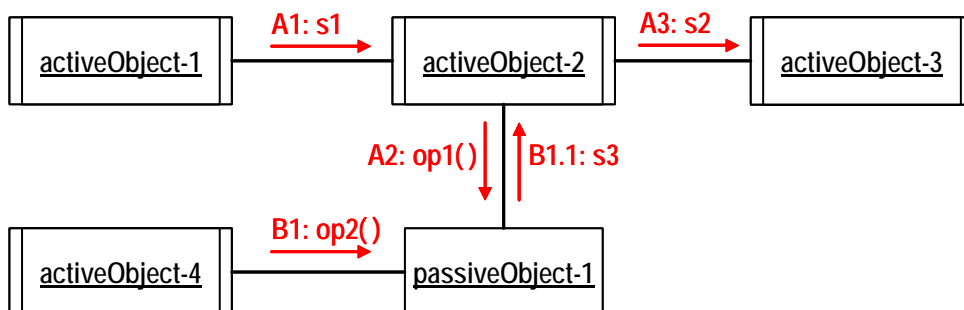 A1: s1
A3: s2
activeObject-1
activeObject-2
activeObject-3
A2: op1()
B1.1: s3
B1: op2()
activeObject-4
passiveObject-1